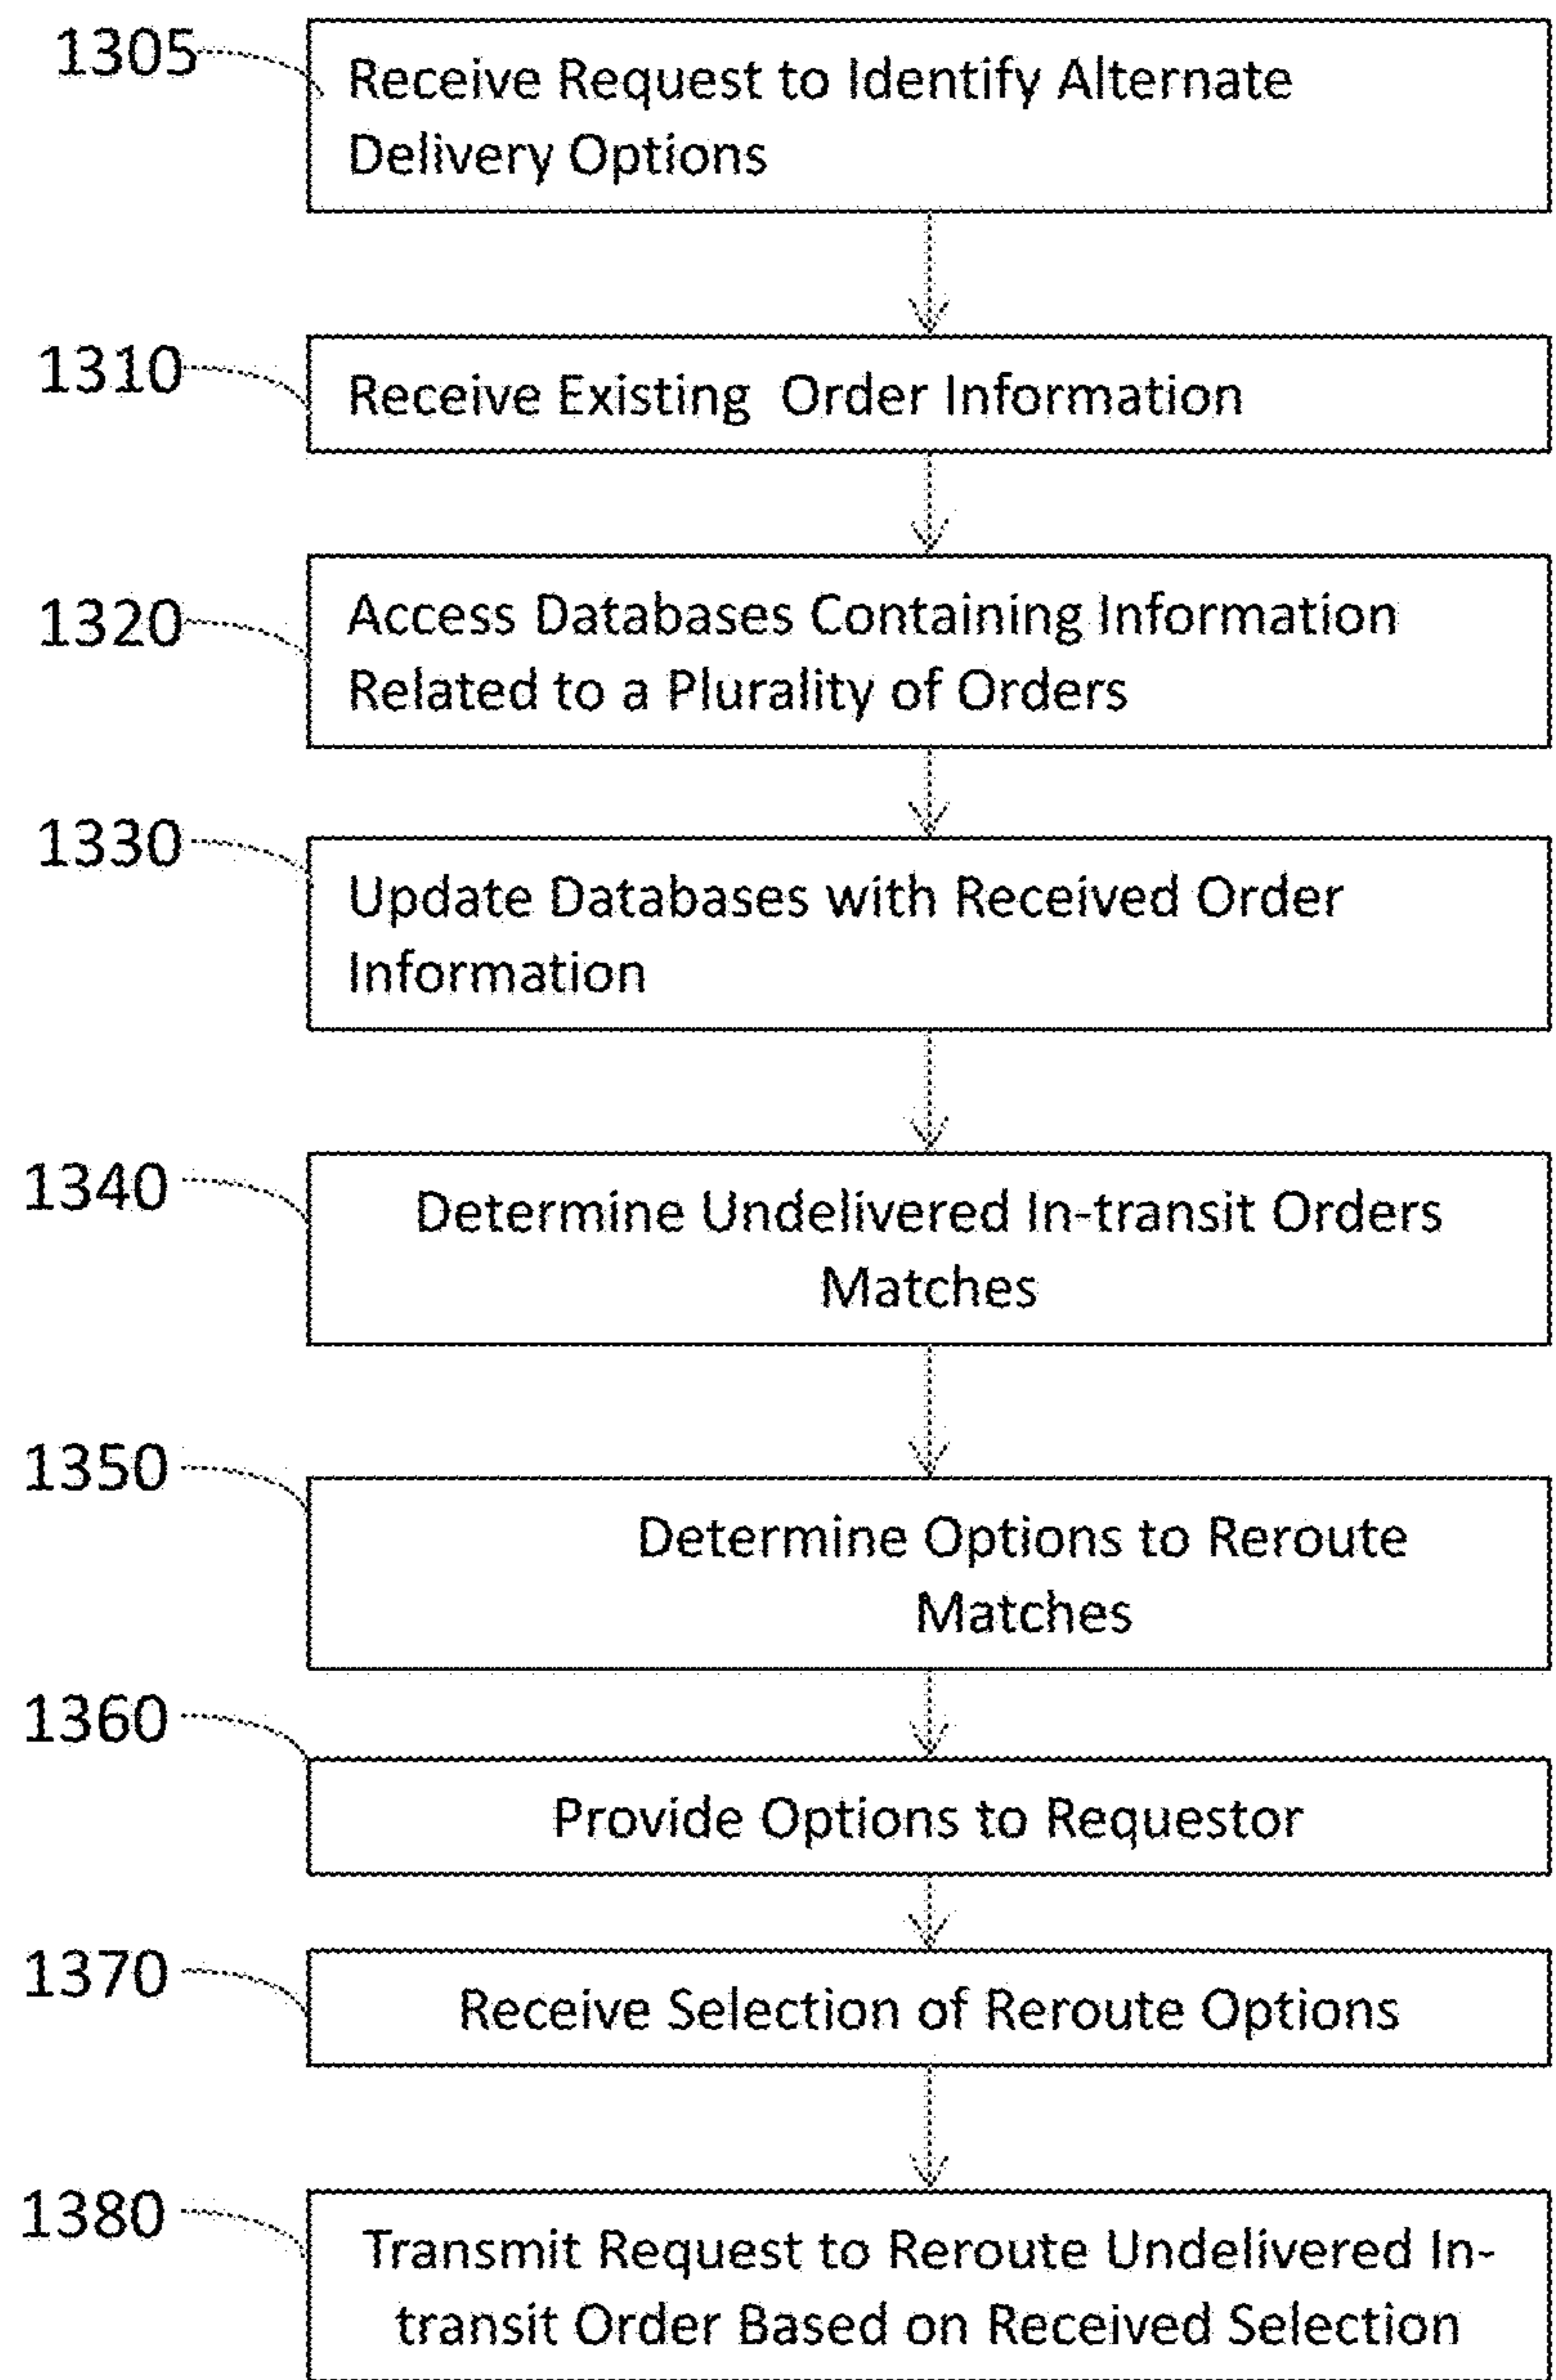 1305
Receive Request to Identify Alternate
Delivery Options
1310
Receive Existing Order Information
1320
Access Databases Containing Information
Related to a Plurality of Orders
1330
Update Databases with Received Order
Information
1340
Determine Undelivered In-transit Orders
Matches
1350
Determine Options to Reroute
Matches
1360
Provide Options to Requestor
1370
Receive Selection of Reroute Options
1380
Transmit Request to Reroute Undelivered In-
transit Order Based on Received Selection